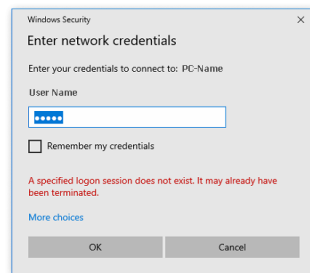 Windows Security
Enter network credentials
Enter your credentials to connect to: PC-Name
User Name
•••••
Remember my credentials
A specified logon session does not exist. It may already have
been terminated.
More choices
OK Cancel